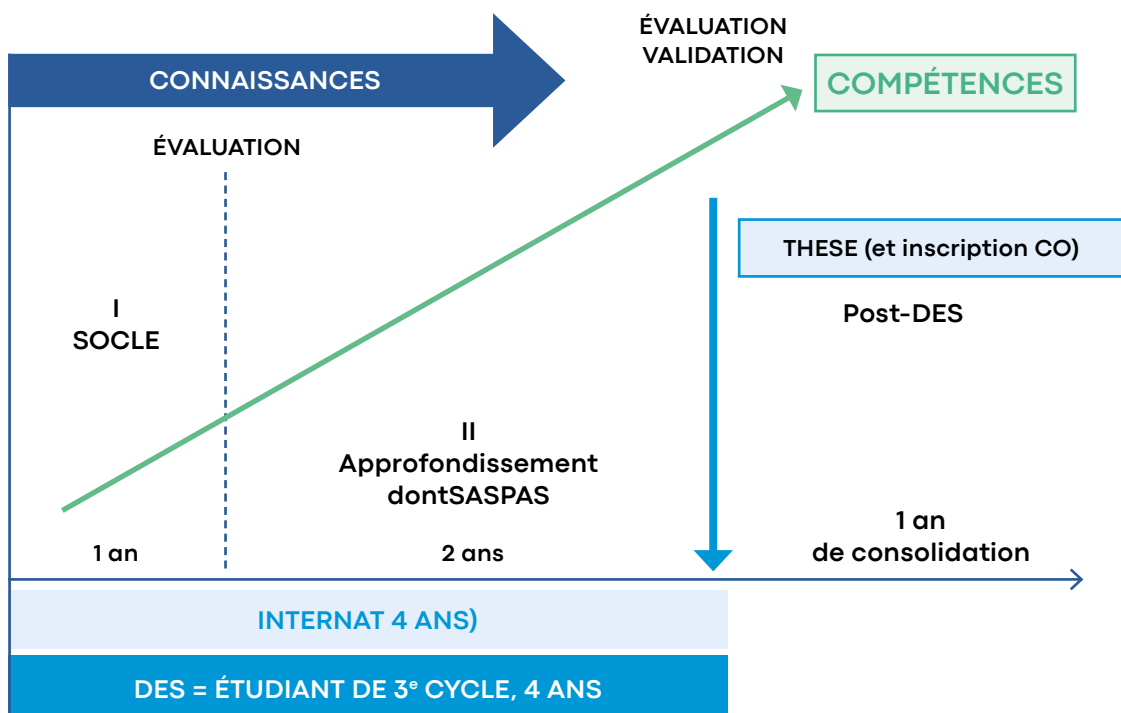 ÉVALUATION
VALIDATION
CONNAISSANCES
COMPÉTENCES
ÉVALUATION
THESE (et inscription CO)
I
SOCLE
Post-DES
II
Approfondissement
dontSASPAS
1 an
2 ans
1 an
de consolidation
INTERNAT 4 ANS)
DES = ÉTUDIANT DE 3e CYCLE, 4 ANS